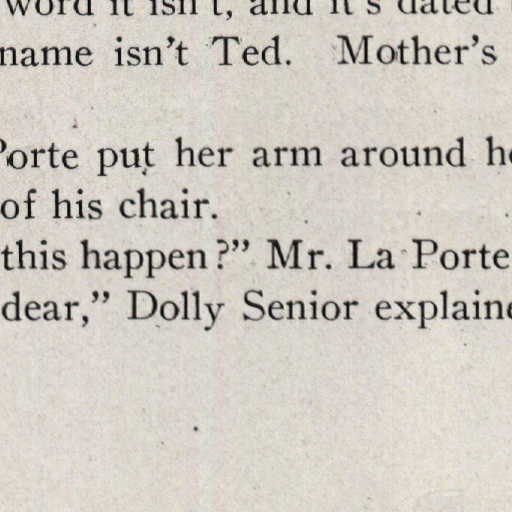 word it isn't, and it's dated
name isn't Ted. Mother's
Porte put her arm around
of his chair.
this happen?" Mr. La Porte
dear," Dolly Senior